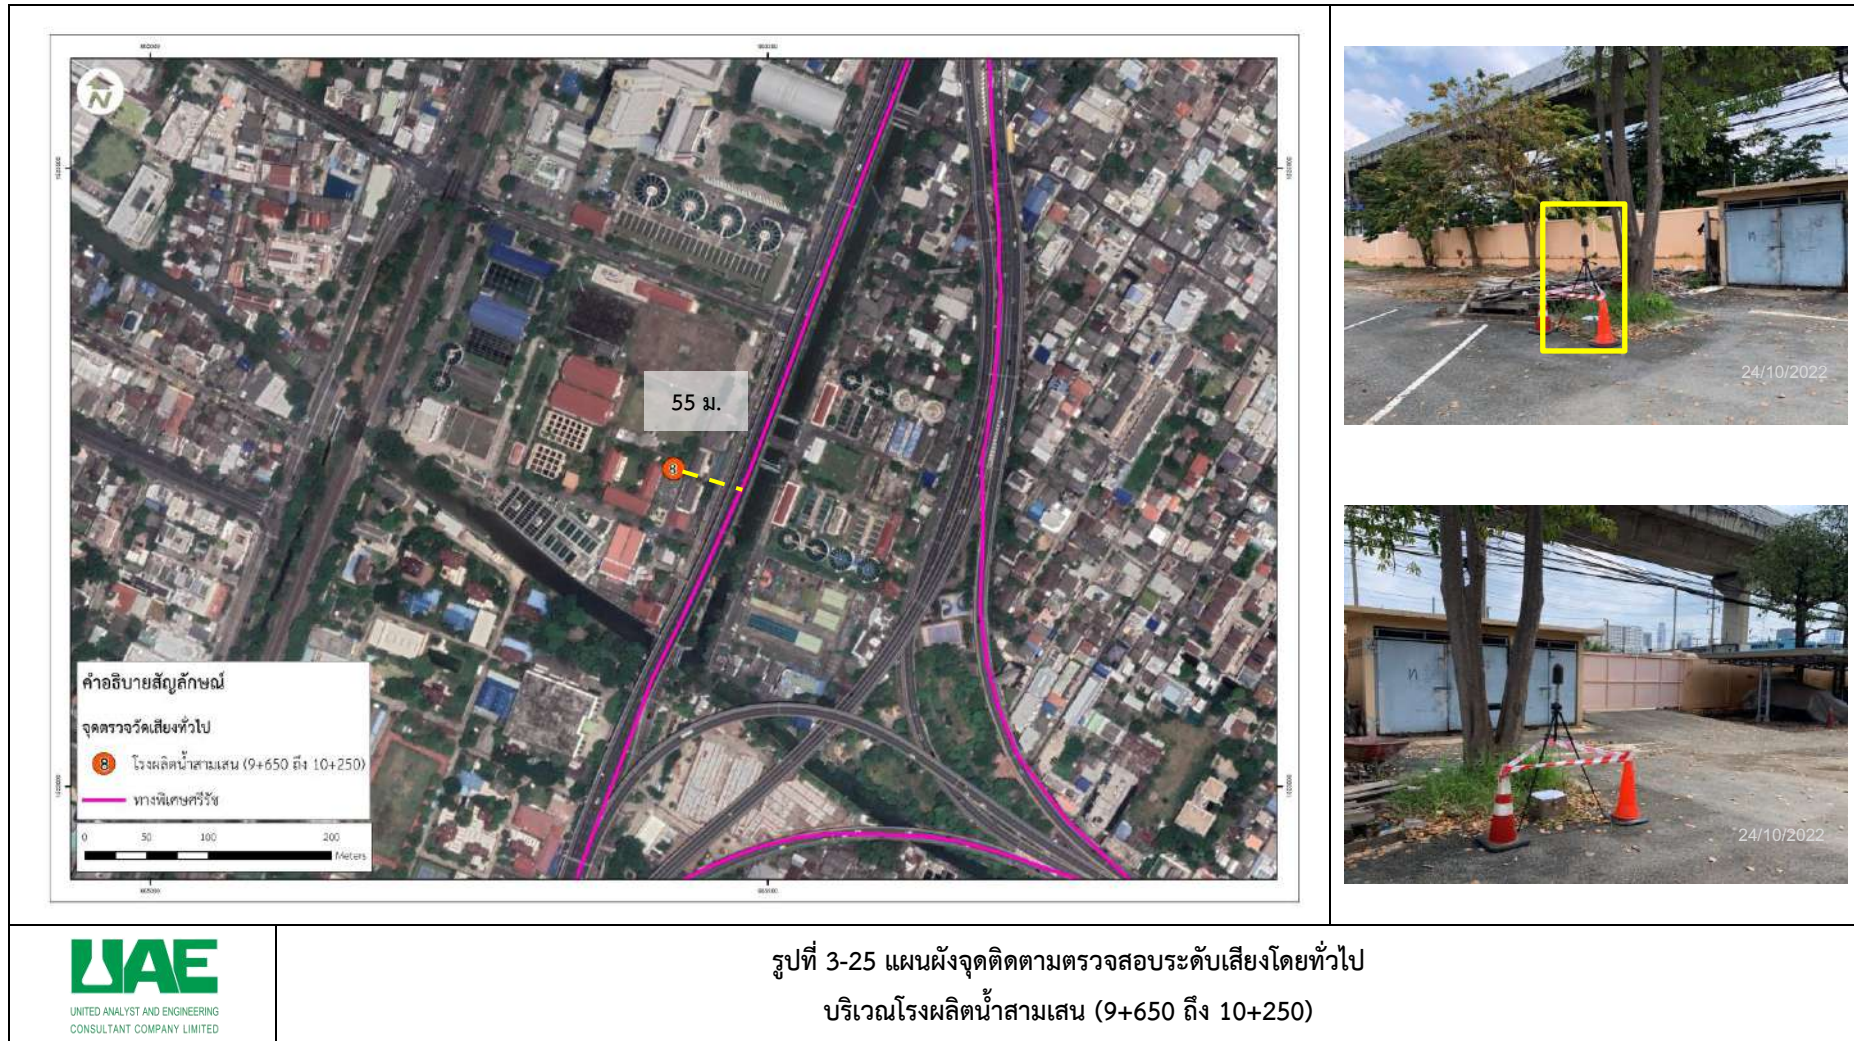 N
55 ม.
8
คำอธิบายสัญลักษณ์
จุดตรวจวัดเสียงทั่วไป
8 โรงผลิตน้ำสามเสน (9+650 ถึง 10+250)
ทางพิเศษศรีรัช
0 50 100 200
Meters
24/10/2022
24/10/2022
UAE
UNITED ANALYST AND ENGINEERING
CONSULTANT COMPANY LIMITED
รูปที่ 3-25 แผนผังจุดติดตามตรวจสอบระดับเสียงโดยทั่วไป
บริเวณโรงผลิตน้ำสามเสน (9+650 ถึง 10+250)